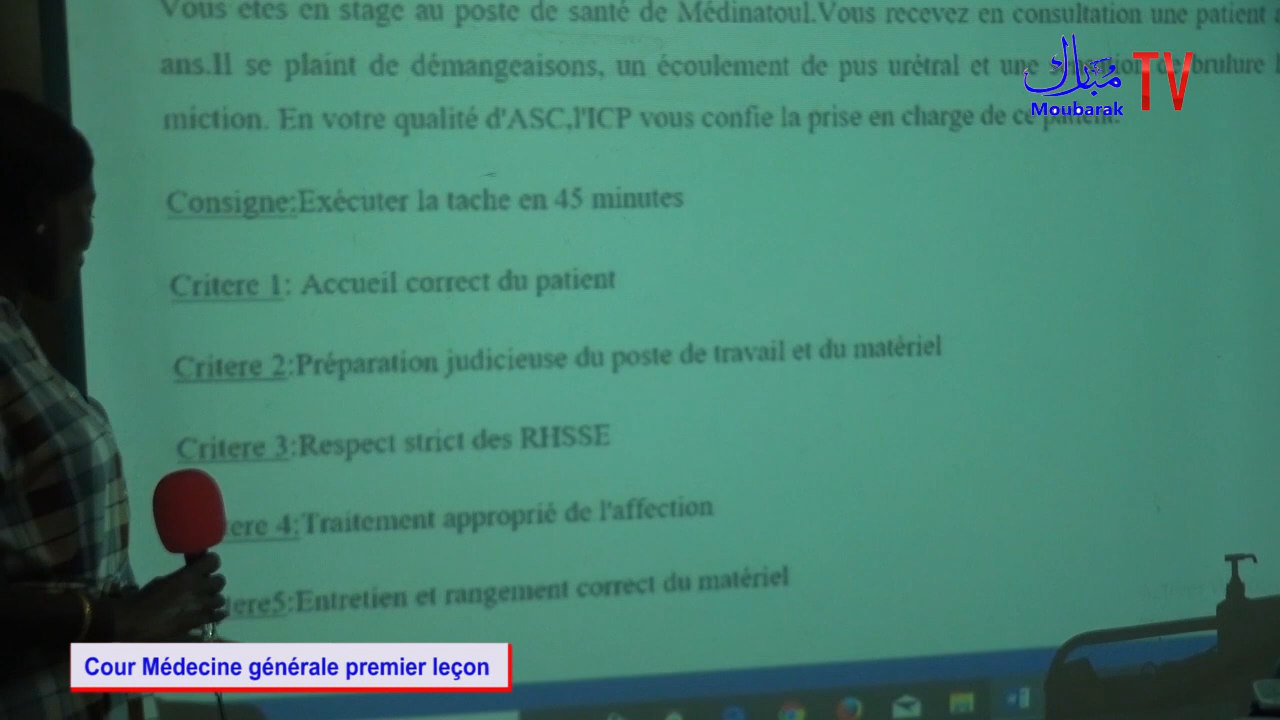 Vous etes en stage au poste de santé de Médinatoul.Vous recevez en consultation une patient
ans.Il se plaint de démangeaisons, un écoulement de pus urétral et une brulure
miction. En votre qualité d'ASC,l'ICP vous confie la prise en charge de ce patient.
مبارك
Moubarak TV
Consigne:Exécuter la tache en 45 minutes
Critere 1: Accueil correct du patient
Critere 2:Préparation judicieuse du poste de travail et du matériel
Critere 3:Respect strict des RHSSE
ere 4:Traitement approprié de l'affection
tere5:Entretien et rangement correct du matériel
Cour Médecine générale premier leçon